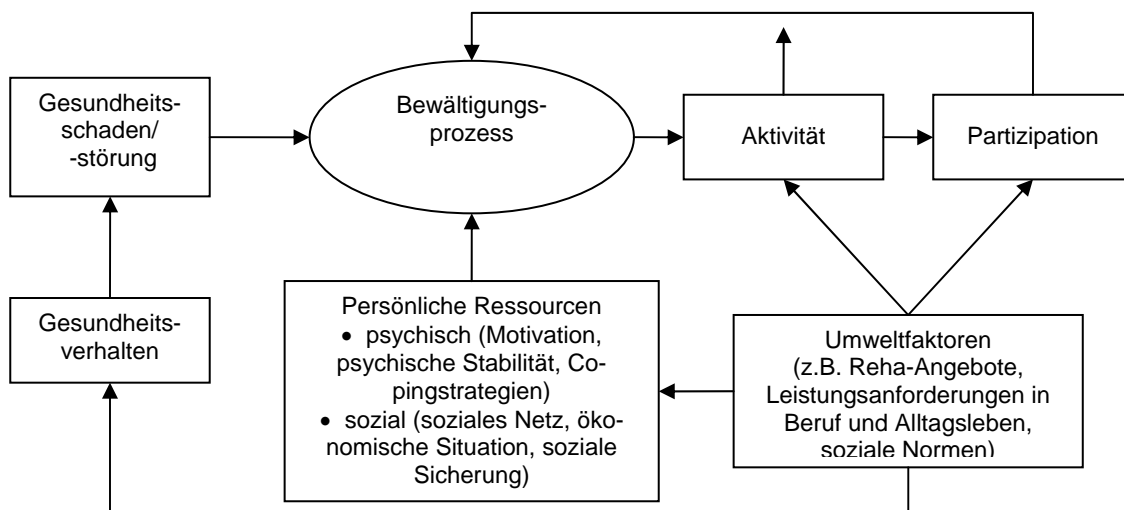 Gesundheits-
schaden/
-störung
Bewältigungs-
prozess
Aktivität
Partizipation
Gesundheits-
verhalten
Persönliche Ressourcen
• psychisch (Motivation,
psychische Stabilität, Co-
pingstrategien)
• sozial (soziales Netz, öko-
nomische Situation, soziale
Sicherung)
Umweltfaktoren
(z.B. Reha-Angebote,
Leistungsanforderungen in
Beruf und Alltagsleben,
soziale Normen)